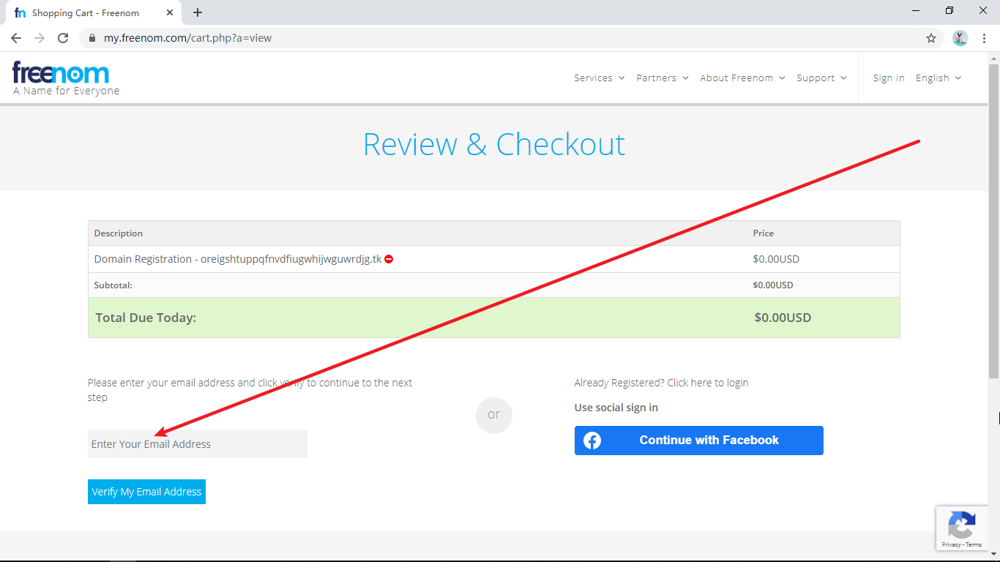 Shopping Cart - Freenom
my.freenom.com/cart.php?a=view
freenom
A Name for Everyone
Services Partners About Freenom Support Sign in English
Review & Checkout
Description Price
Domain Registration - oreigshtuppqfnvdfiugwhijwguwrdjg.tk $0.00USD
Subtotal: $0.00USD
Total Due Today: $0.00USD
Please enter your email address and click verify to continue to the next
step
Enter Your Email Address
Verify My Email Address
or
Already Registered? Click here to login
Use social sign in
Continue with Facebook
Privacy - Terms